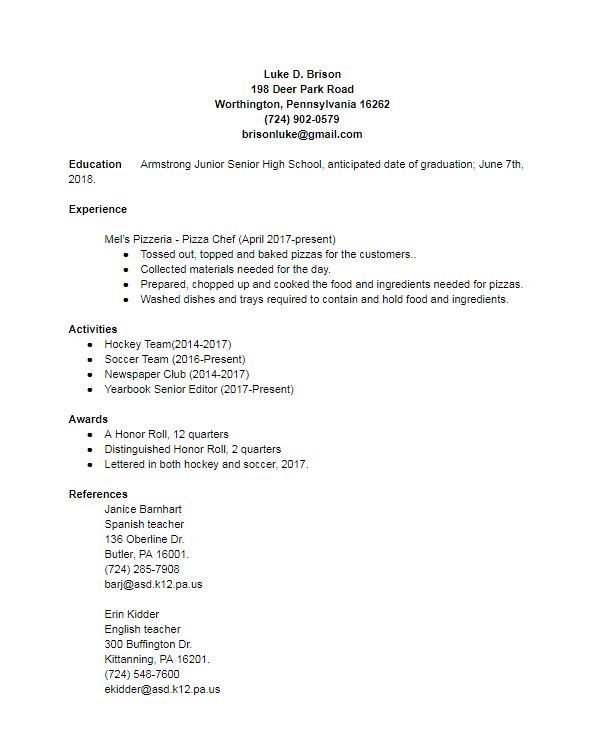 Luke D. Brison
198 Deer Park Road
Worthington, Pennsylvania 16262
(724) 902-0579
brisonluke@gmail.com
Education Armstrong Junior Senior High School, anticipated date of graduation; June 7th,
2018.
Experience
Mel's Pizzeria - Pizza Chef (April 2017-present)
● Tossed out, topped and baked pizzas for the customers..
● Collected materials needed for the day.
● Prepared, chopped up and cooked the food and ingredients needed for pizzas.
● Washed dishes and trays required to contain and hold food and ingredients.
Activities
● Hockey Team(2014-2017)
● Soccer Team (2016-Present)
● Newspaper Club (2014-2017)
● Yearbook Senior Editor (2017-Present)
Awards
● A Honor Roll, 12 quarters
● Distinguished Honor Roll, 2 quarters
● Lettered in both hockey and soccer, 2017.
References
Janice Barnhart
Spanish teacher
136 Oberline Dr.
Butler, PA 16001.
(724) 285-7908
barj@asd.k12.pa.us
Erin Kidder
English teacher
300 Buffington Dr.
Kittanning, PA 16201.
(724) 548-7600
ekidder@asd.k12.pa.us